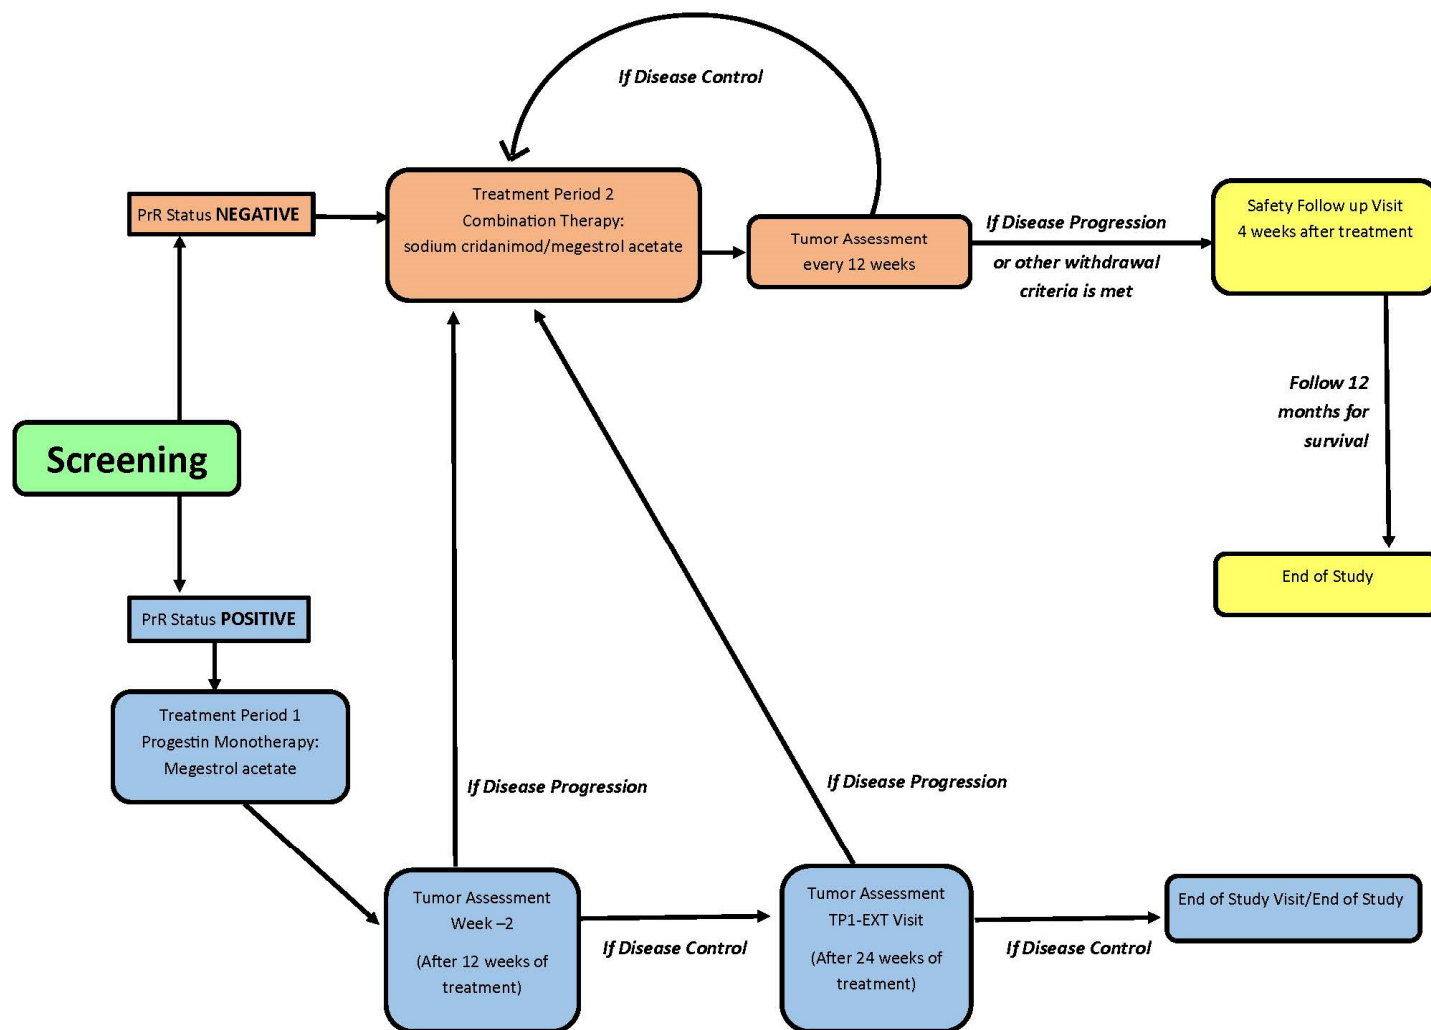 If Disease Control
Treatment Period 2
Combination Therapy:
sodium cridanimod/megestrol acetate
PrR Status NEGATIVE
Tumor Assessment
every 12 weeks
If Disease Progression
or other withdrawal
criteria is met
Safety Follow up Visit
4 weeks after treatment
Follow 12
months for
survival
Screening
End of Study
PrR Status POSITIVE
Treatment Period 1
Progestin Monotherapy:
Megestrol acetate
If Disease Progression
If Disease Progression
Tumor Assessment
Week –2
(After 12 weeks of
treatment)
If Disease Control
Tumor Assessment
TP1-EXT Visit
(After 24 weeks of
treatment)
If Disease Control
End of Study Visit/End of Study